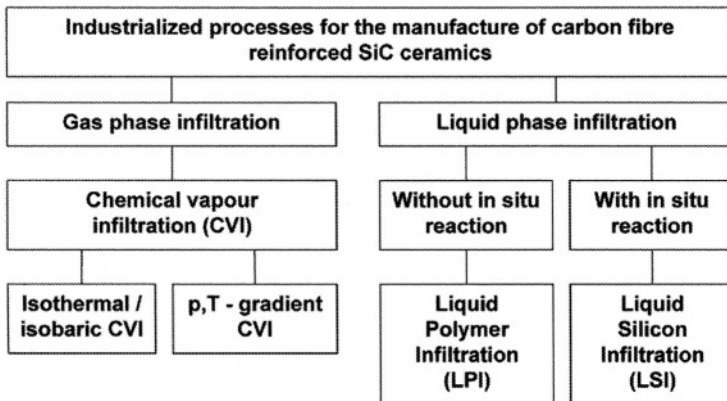 Industrialized processes for the manufacture of carbon fibre
reinforced SiC ceramics
Gas phase infiltration
Liquid phase infiltration
Chemical vapour
infiltration (CVI)
Without in situ
reaction
With in situ
reaction
Isothermal /
isobaric CVI
p,T - gradient
CVI
Liquid
Polymer
Infiltration
(LPI)
Liquid
Silicon
Infiltration
(LSI)